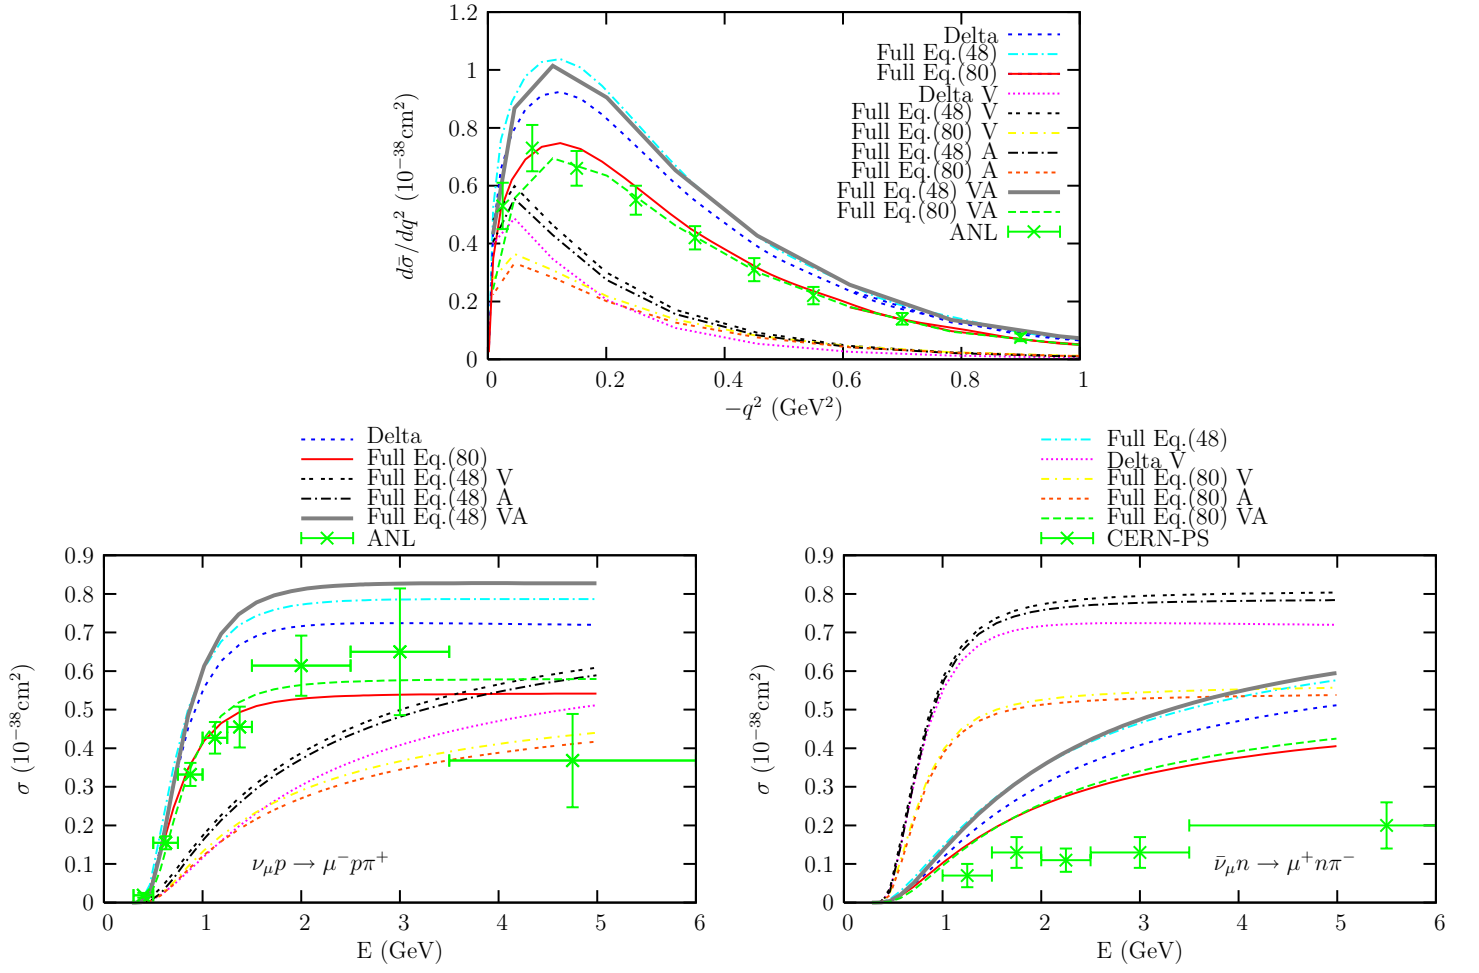 1.2
1
0.8
0.6
0.4
0.2
0
dσ̄/dq² (10⁻³⁸cm²)
Delta
Full Eq.(48)
Full Eq.(80)
Delta V
Full Eq.(48) V
Full Eq.(80) V
Full Eq.(48) A
Full Eq.(80) A
Full Eq.(48) VA
Full Eq.(80) VA
ANL
0 0.2 0.4 0.6 0.8 1
−q² (GeV²)
Delta
Full Eq.(80)
Full Eq.(48) V
Full Eq.(48) A
Full Eq.(48) VA
ANL
0.9
0.8
0.7
0.6
0.5
0.4
0.3
0.2
0.1
0
σ (10⁻³⁸cm²)
ν_μ p → μ⁻pπ⁺
0 1 2 3 4 5 6
E (GeV)
Full Eq.(48)
Delta V
Full Eq.(80) V
Full Eq.(80) A
Full Eq.(80) VA
CERN-PS
0.9
0.8
0.7
0.6
0.5
0.4
0.3
0.2
0.1
0
σ (10⁻³⁸cm²)
ν̄_μ n → μ⁺nπ⁻
0 1 2 3 4 5 6
E (GeV)